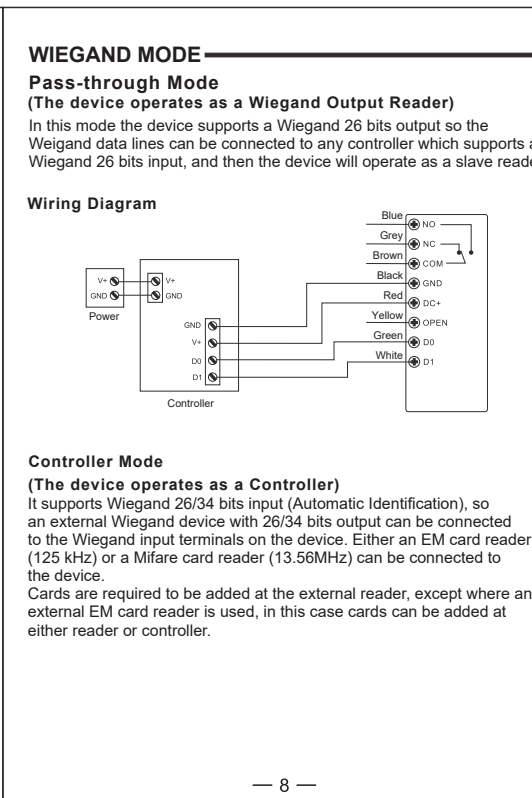 WIEGAND MODE
Pass-through Mode
(The device operates as a Wiegand Output Reader)
In this mode the device supports a Wiegand 26 bits output so the
Weigand data lines can be connected to any controller which supports a
Wiegand 26 bits input, and then the device will operate as a slave reade
Wiring Diagram
Blue NO
Grey NC
Brown COM
Black GND
Red DC+
Yellow OPEN
Green D0
White D1
V+ V+
GND GND
Power
GND
V+
D0
D1
Controller
Controller Mode
(The device operates as a Controller)
It supports Wiegand 26/34 bits input (Automatic Identification), so
an external Wiegand device with 26/34 bits output can be connected
to the Wiegand input terminals on the device. Either an EM card reader
(125 kHz) or a Mifare card reader (13.56MHz) can be connected to
the device.
Cards are required to be added at the external reader, except where an
external EM card reader is used, in this case cards can be added at
either reader or controller.
— 8 —